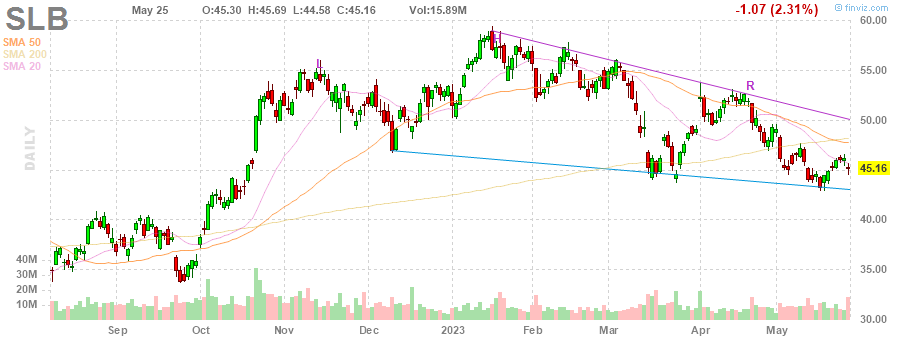 SLB May 25 O:45.30 H:45.69 L:44.58 C:45.16 Vol:15.89M -1.07 (2.31%) © finviz.com
SMA 50
SMA 200
SMA 20
DAILY
60.00
55.00
50.00
45.16
40.00
35.00
30.00
40M
30M
20M
10M
R
Sep Oct Nov Dec 2023 Feb Mar Apr May